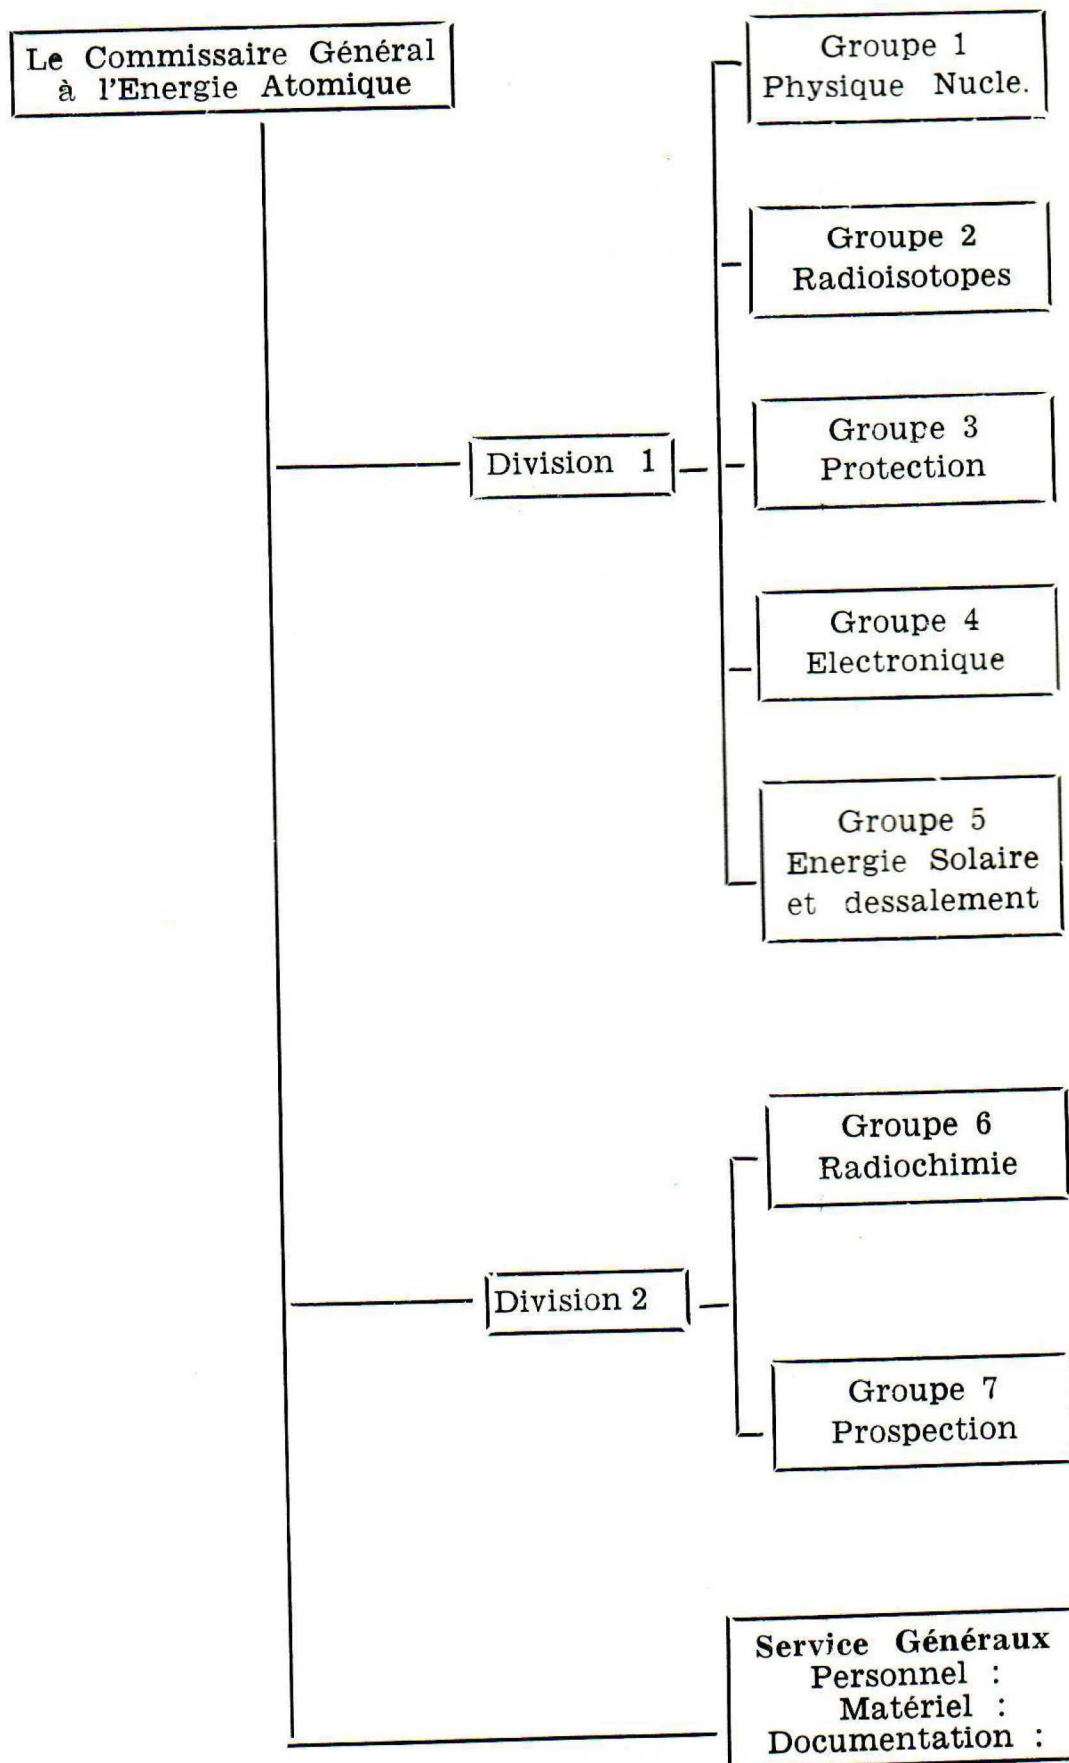 Le Commissaire Général
à l'Energie Atomique
Groupe 1
Physique Nucle.
Groupe 2
Radioisotopes
Division 1
Groupe 3
Protection
Groupe 4
Electronique
Groupe 5
Energie Solaire
et dessalement
Groupe 6
Radiochimie
Division 2
Groupe 7
Prospection
Service Généraux
Personnel :
Matériel :
Documentation :